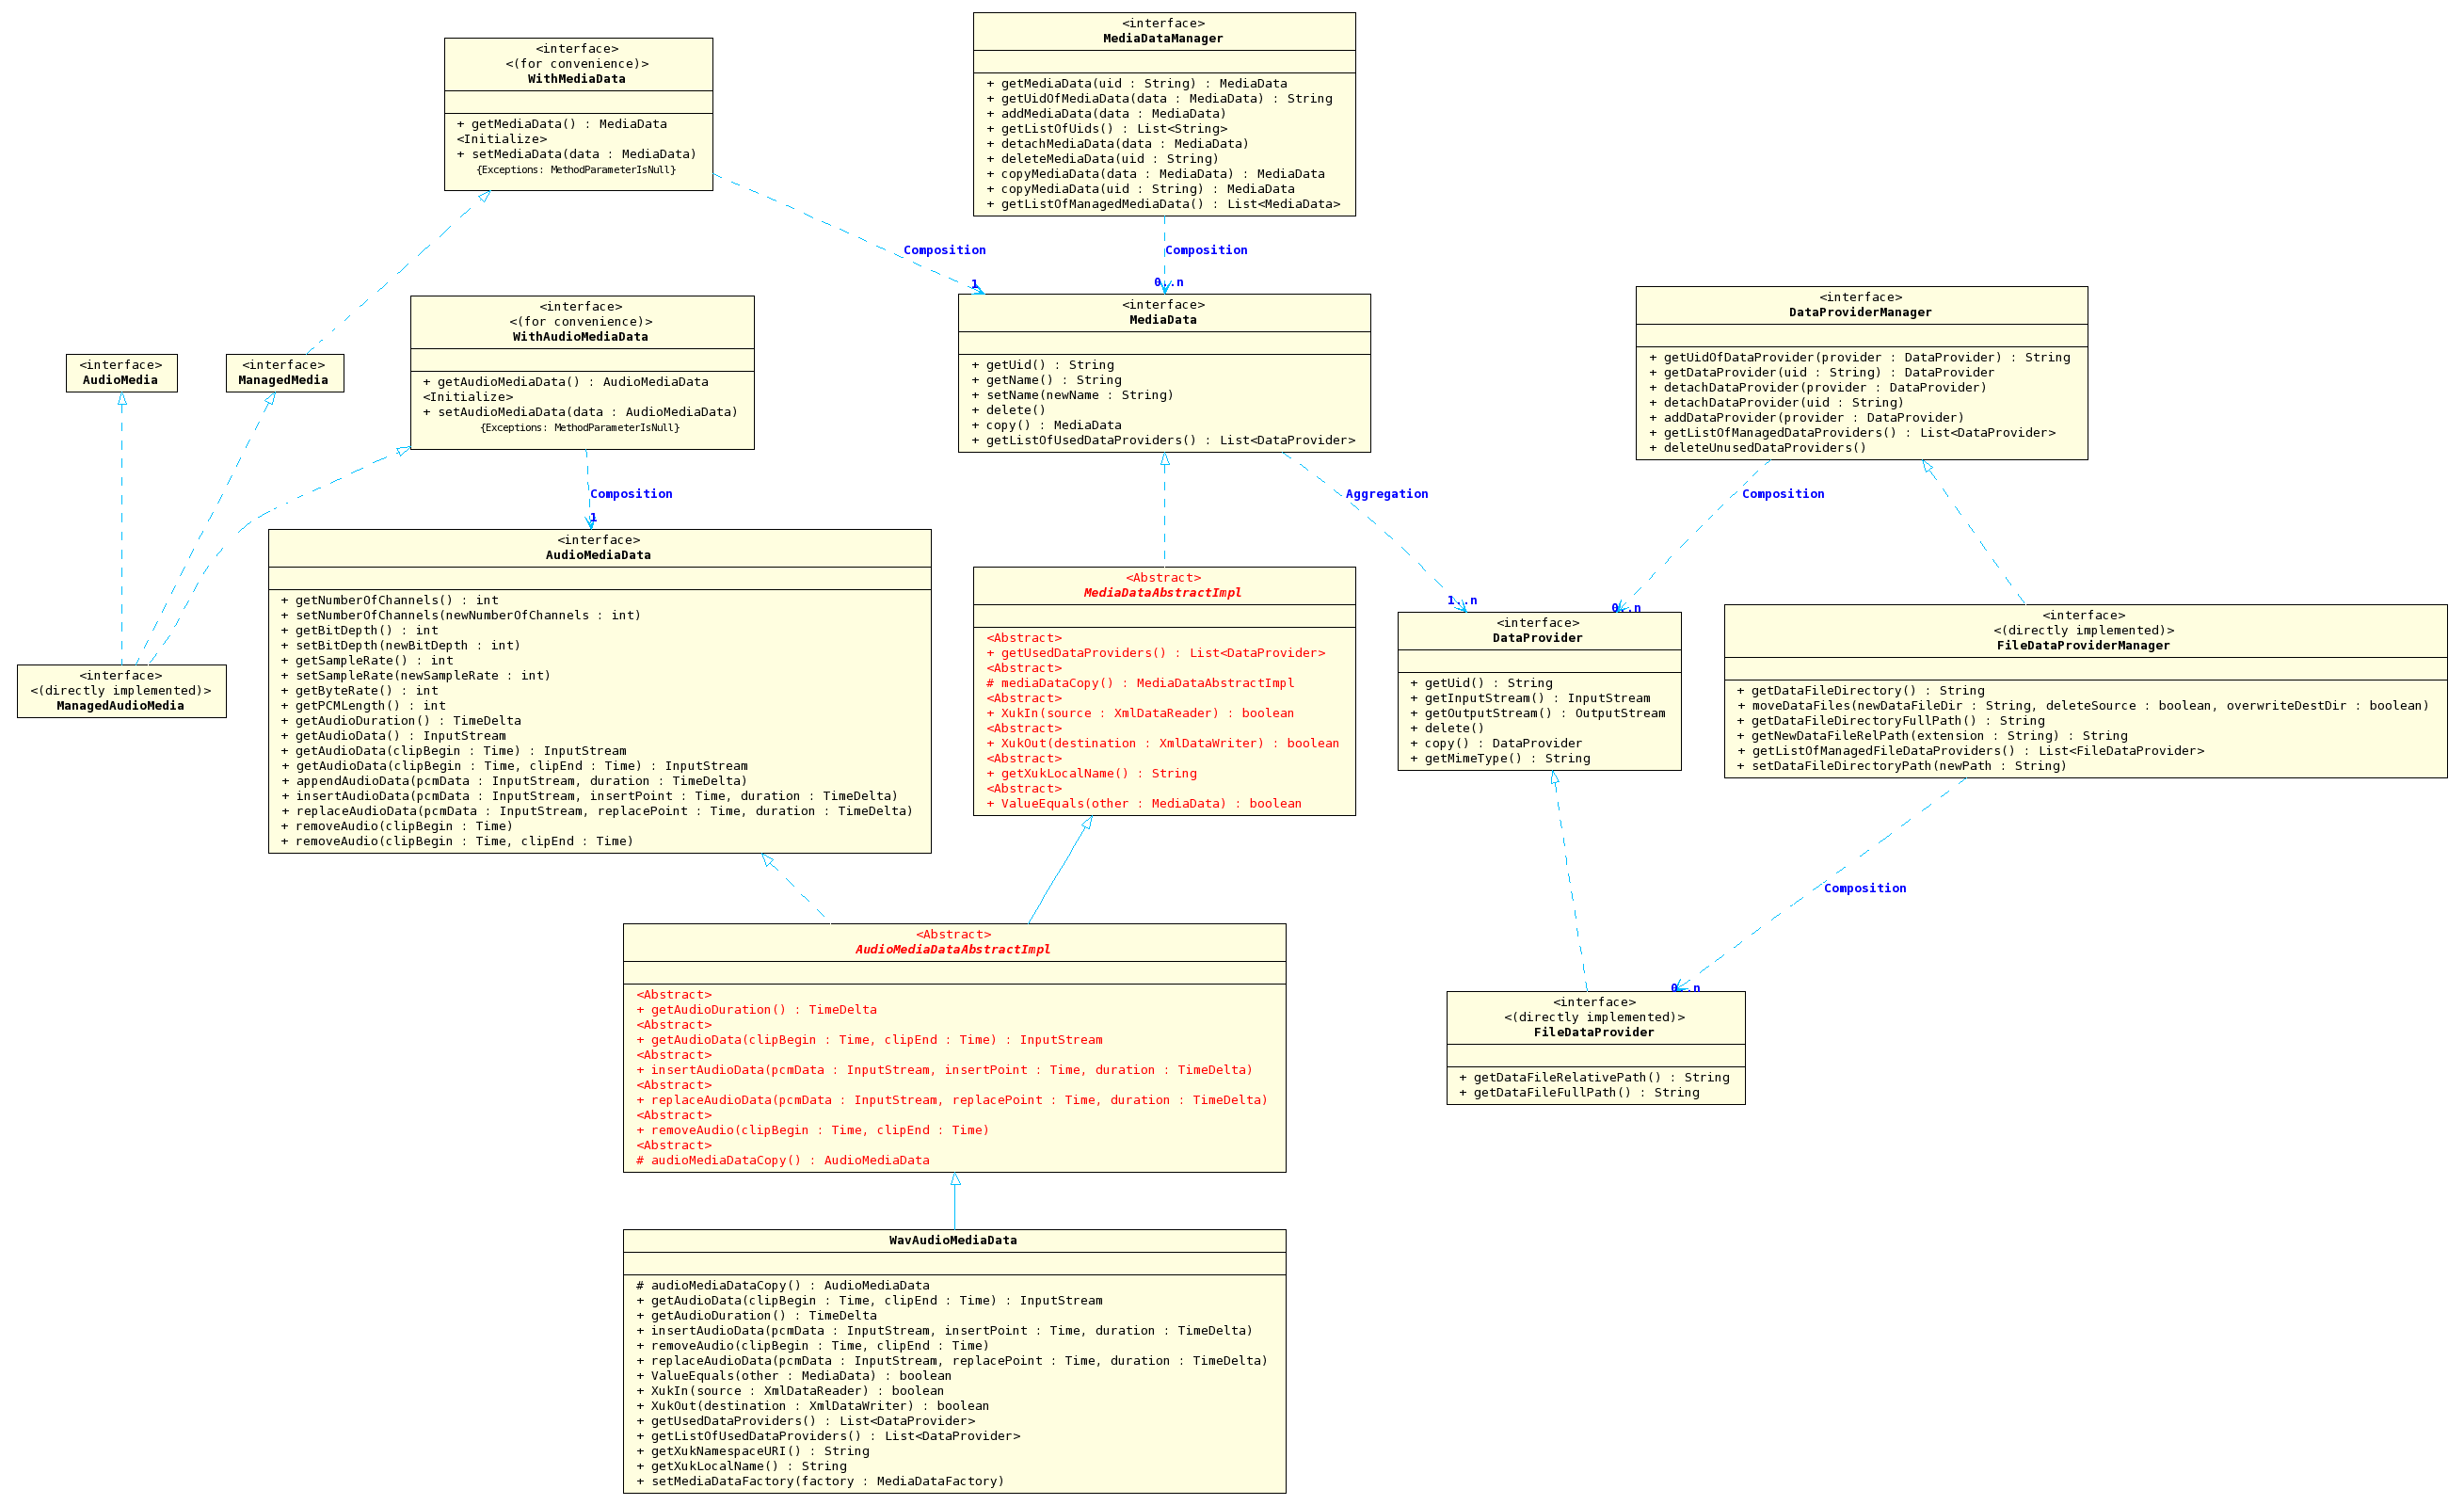 <interface>
<(for convenience)>
WithMediaData
+ getMediaData() : MediaData
<Initialize>
+ setMediaData(data : MediaData)
{Exceptions: MethodParameterIsNull}
<interface>
MediaDataManager
+ getMediaData(uid : String) : MediaData
+ getUidOfMediaData(data : MediaData) : String
+ addMediaData(data : MediaData)
+ getListOfUids() : List<String>
+ detachMediaData(data : MediaData)
+ deleteMediaData(uid : String)
+ copyMediaData(data : MediaData) : MediaData
+ copyMediaData(uid : String) : MediaData
+ getListOfManagedMediaData() : List<MediaData>
Composition
1
Composition
0..n
<interface>
AudioMedia
<interface>
ManagedMedia
<interface>
<(for convenience)>
WithAudioMediaData
+ getAudioMediaData() : AudioMediaData
<Initialize>
+ setAudioMediaData(data : AudioMediaData)
{Exceptions: MethodParameterIsNull}
<interface>
MediaData
+ getUid() : String
+ getName() : String
+ setName(newName : String)
+ delete()
+ copy() : MediaData
+ getListOfUsedDataProviders() : List<DataProvider>
<interface>
DataProviderManager
+ getUidOfDataProvider(provider : DataProvider) : String
+ getDataProvider(uid : String) : DataProvider
+ detachDataProvider(provider : DataProvider)
+ detachDataProvider(uid : String)
+ addDataProvider(provider : DataProvider)
+ getListOfManagedDataProviders() : List<DataProvider>
+ deleteUnusedDataProviders()
Composition
1
Aggregation
1..n
Composition
0..n
<interface>
<(directly implemented)>
ManagedAudioMedia
<interface>
AudioMediaData
+ getNumberOfChannels() : int
+ setNumberOfChannels(newNumberOfChannels : int)
+ getBitDepth() : int
+ setBitDepth(newBitDepth : int)
+ getSampleRate() : int
+ setSampleRate(newSampleRate : int)
+ getByteRate() : int
+ getPCMLength() : int
+ getAudioDuration() : TimeDelta
+ getAudioData() : InputStream
+ getAudioData(clipBegin : Time) : InputStream
+ getAudioData(clipBegin : Time, clipEnd : Time) : InputStream
+ appendAudioData(pcmData : InputStream, duration : TimeDelta)
+ insertAudioData(pcmData : InputStream, insertPoint : Time, duration : TimeDelta)
+ replaceAudioData(pcmData : InputStream, replacePoint : Time, duration : TimeDelta)
+ removeAudio(clipBegin : Time)
+ removeAudio(clipBegin : Time, clipEnd : Time)
<Abstract>
MediaDataAbstractImpl
<Abstract>
+ getUsedDataProviders() : List<DataProvider>
<Abstract>
# mediaDataCopy() : MediaDataAbstractImpl
<Abstract>
+ XukIn(source : XmlDataReader) : boolean
<Abstract>
+ XukOut(destination : XmlDataWriter) : boolean
<Abstract>
+ getXukLocalName() : String
<Abstract>
+ ValueEquals(other : MediaData) : boolean
<interface>
DataProvider
+ getUid() : String
+ getInputStream() : InputStream
+ getOutputStream() : OutputStream
+ delete()
+ copy() : DataProvider
+ getMimeType() : String
<interface>
<(directly implemented)>
FileDataProviderManager
+ getDataFileDirectory() : String
+ moveDataFiles(newDataFileDir : String, deleteSource : boolean, overwriteDestDir : boolean)
+ getDataFileDirectoryFullPath() : String
+ getNewDataFileRelPath(extension : String) : String
+ getListOfManagedFileDataProviders() : List<FileDataProvider>
+ setDataFileDirectoryPath(newPath : String)
Composition
0..n
<Abstract>
AudioMediaDataAbstractImpl
<Abstract>
+ getAudioDuration() : TimeDelta
<Abstract>
+ getAudioData(clipBegin : Time, clipEnd : Time) : InputStream
<Abstract>
+ insertAudioData(pcmData : InputStream, insertPoint : Time, duration : TimeDelta)
<Abstract>
+ replaceAudioData(pcmData : InputStream, replacePoint : Time, duration : TimeDelta)
<Abstract>
+ removeAudio(clipBegin : Time, clipEnd : Time)
<Abstract>
# audioMediaDataCopy() : AudioMediaData
<interface>
<(directly implemented)>
FileDataProvider
+ getDataFileRelativePath() : String
+ getDataFileFullPath() : String
WavAudioMediaData
# audioMediaDataCopy() : AudioMediaData
+ getAudioData(clipBegin : Time, clipEnd : Time) : InputStream
+ getAudioDuration() : TimeDelta
+ insertAudioData(pcmData : InputStream, insertPoint : Time, duration : TimeDelta)
+ removeAudio(clipBegin : Time, clipEnd : Time)
+ replaceAudioData(pcmData : InputStream, replacePoint : Time, duration : TimeDelta)
+ ValueEquals(other : MediaData) : boolean
+ XukIn(source : XmlDataReader) : boolean
+ XukOut(destination : XmlDataWriter) : boolean
+ getUsedDataProviders() : List<DataProvider>
+ getListOfUsedDataProviders() : List<DataProvider>
+ getXukNamespaceURI() : String
+ getXukLocalName() : String
+ setMediaDataFactory(factory : MediaDataFactory)